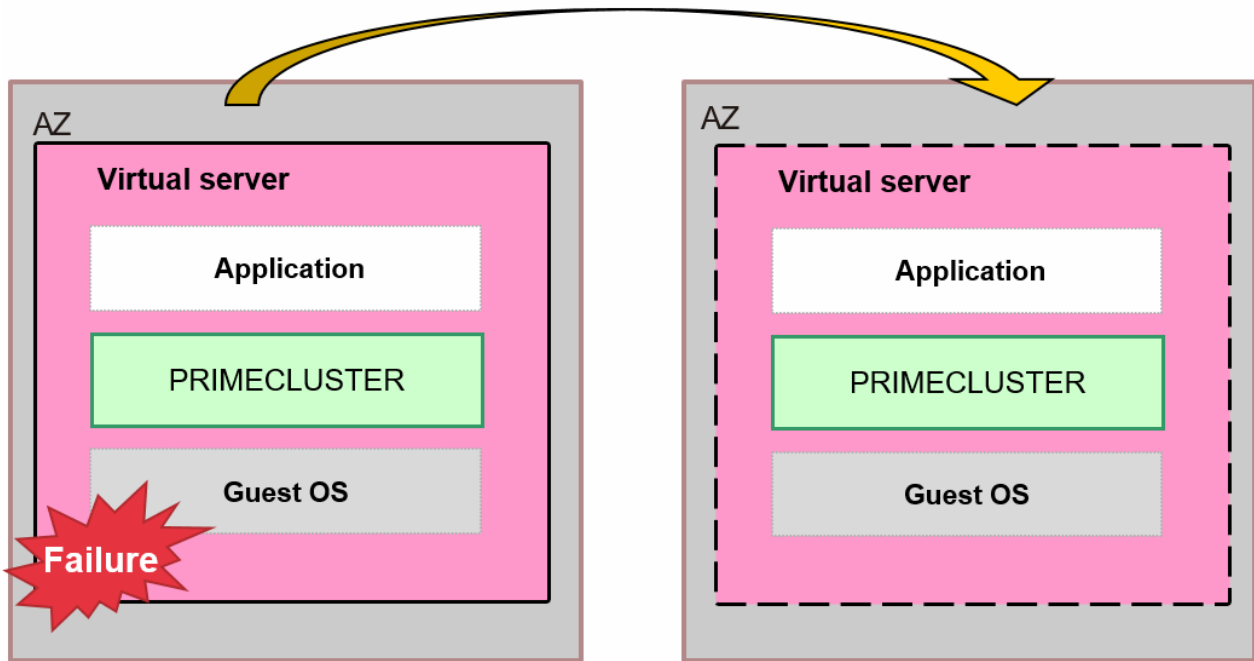 AZ
Virtual server
Application
PRIMECLUSTER
Guest OS
Failure
AZ
Virtual server
Application
PRIMECLUSTER
Guest OS